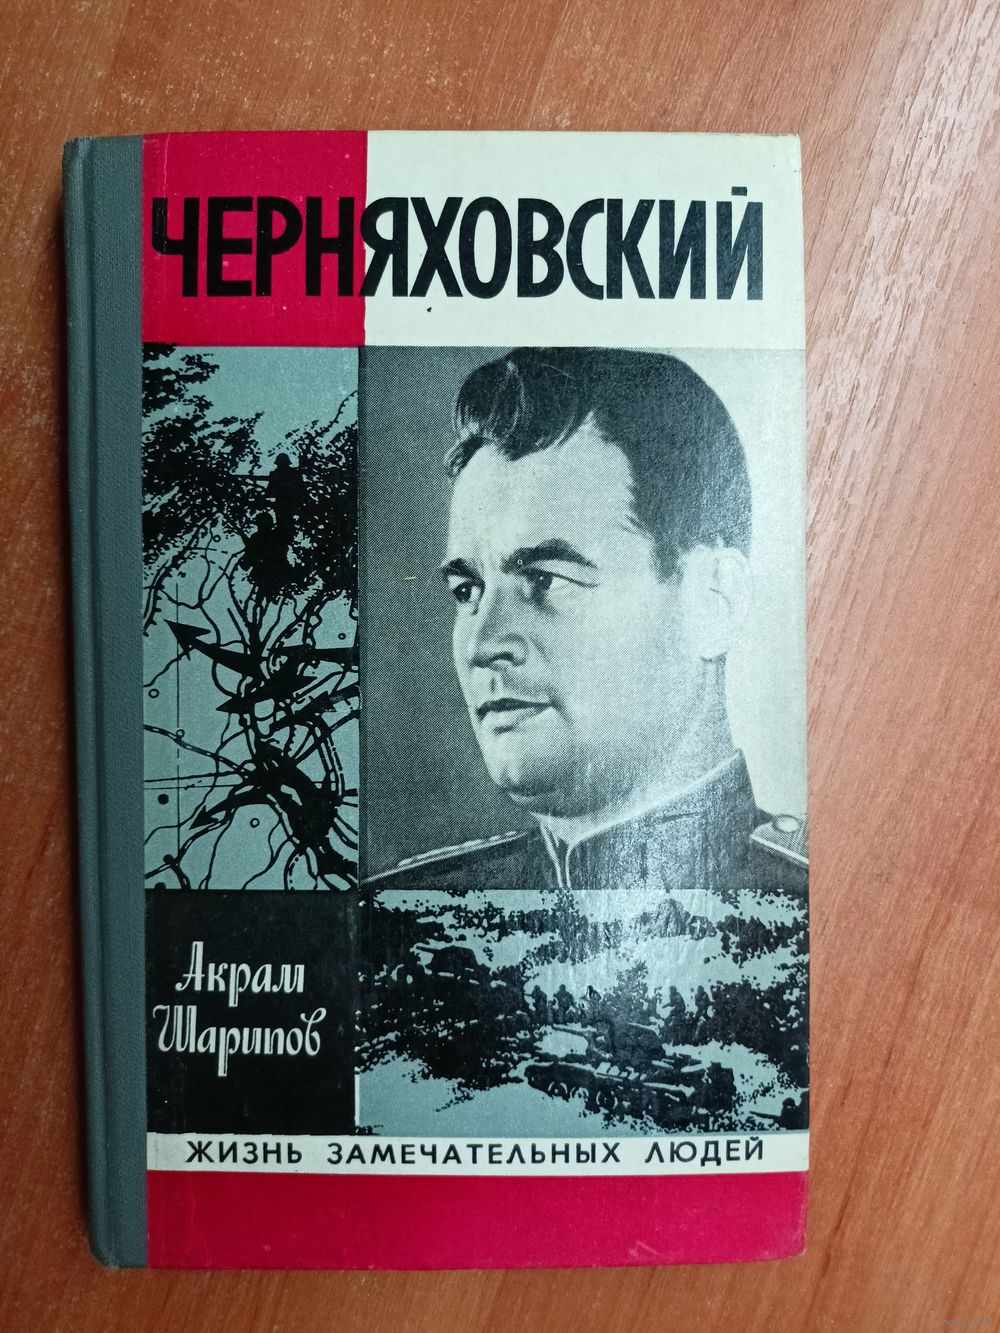 ЧЕРНЯХОВСКИЙ
Акрам
Шарипов
ЖИЗНЬ ЗАМЕЧАТЕЛЬНЫХ ЛЮДЕЙ